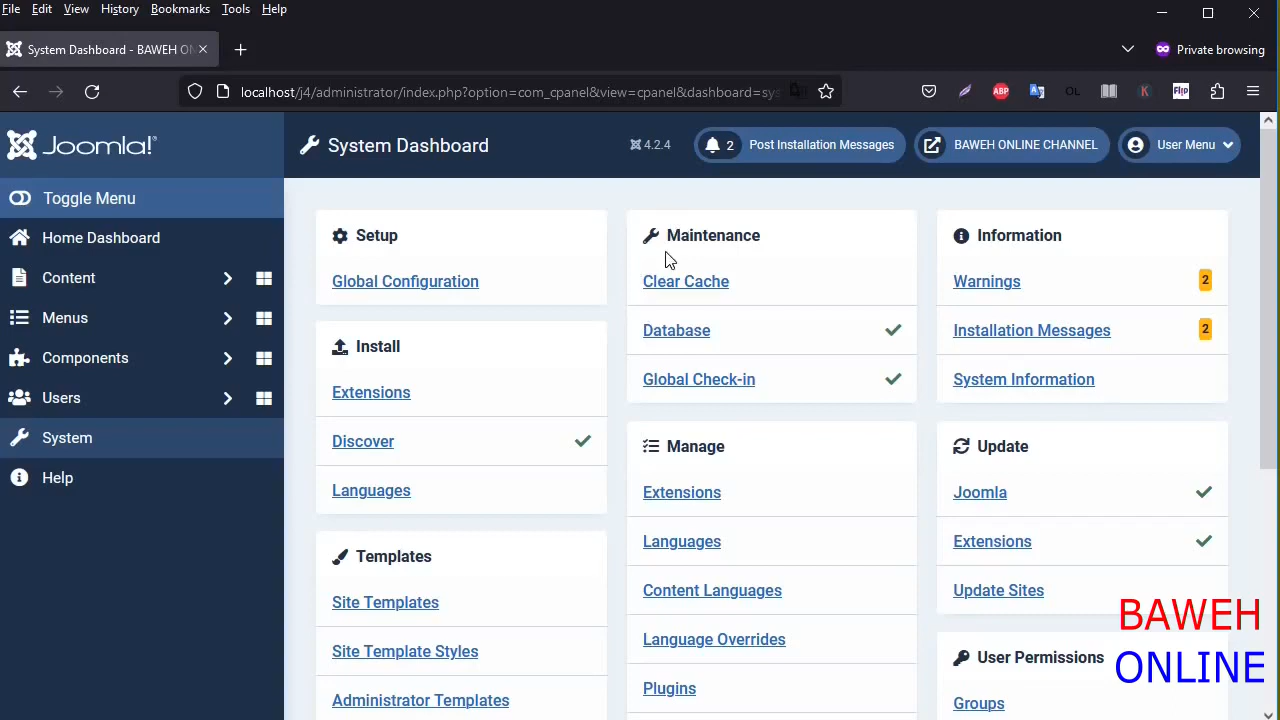 File Edit View History Bookmarks Tools Help
System Dashboard - BAWEH ON
Private browsing
localhost/j4/administrator/index.php?option=com_cpanel&view=cpanel&dashboard=sys
ABP
OL
K
FLIP
Joomla!®
System Dashboard
4.2.4
2 Post Installation Messages
BAWEH ONLINE CHANNEL
User Menu
Toggle Menu
Home Dashboard
Content
Menus
Components
Users
System
Help
Setup
Global Configuration
Install
Extensions
Discover
Languages
Templates
Site Templates
Site Template Styles
Administrator Templates
Maintenance
Clear Cache
Database
Global Check-in
Manage
Extensions
Languages
Content Languages
Language Overrides
Plugins
Information
Warnings 2
Installation Messages 2
System Information
Update
Joomla
Extensions
Update Sites
User Permissions
Groups
BAWEH
ONLINE